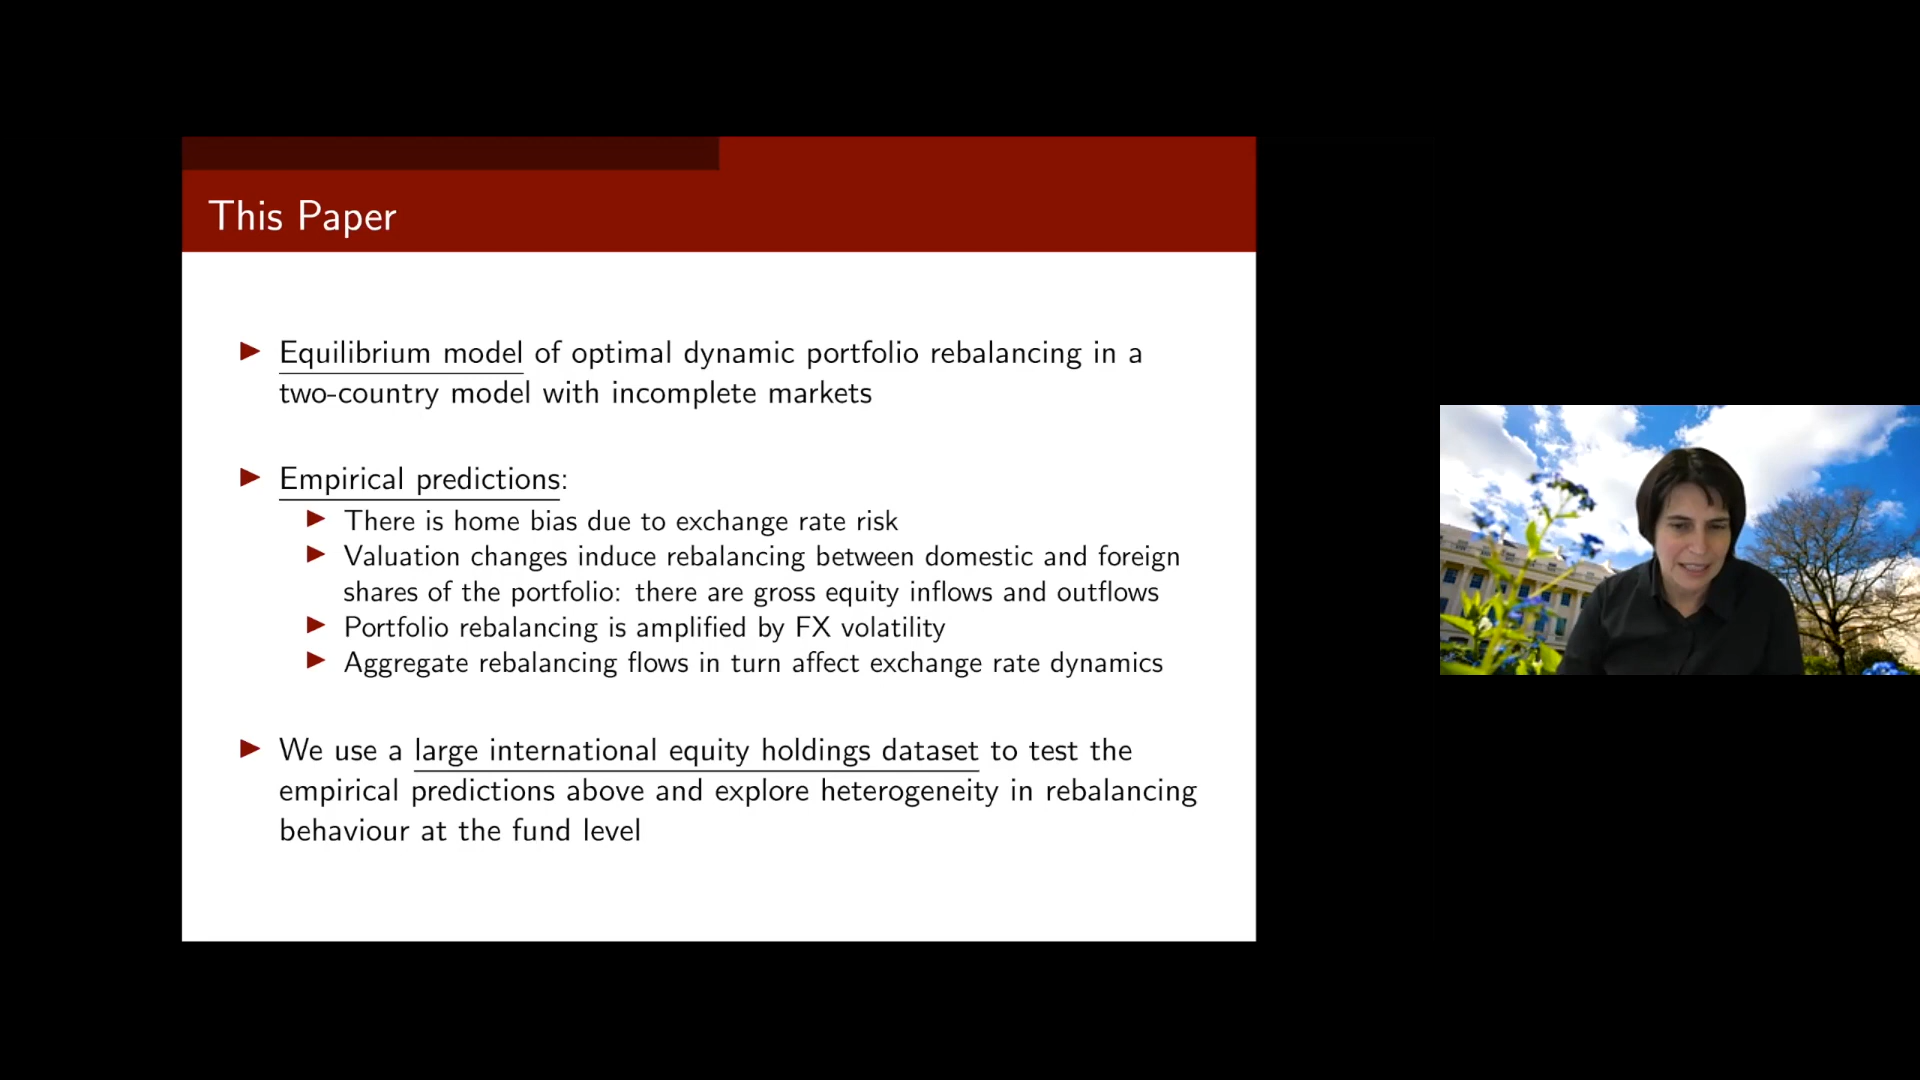 This Paper
Equilibrium model of optimal dynamic portfolio rebalancing in a
two-country model with incomplete markets
Empirical predictions:
There is home bias due to exchange rate risk
Valuation changes induce rebalancing between domestic and foreign
shares of the portfolio: there are gross equity inflows and outflows
Portfolio rebalancing is amplified by FX volatility
Aggregate rebalancing flows in turn affect exchange rate dynamics
We use a large international equity holdings dataset to test the
empirical predictions above and explore heterogeneity in rebalancing
behaviour at the fund level